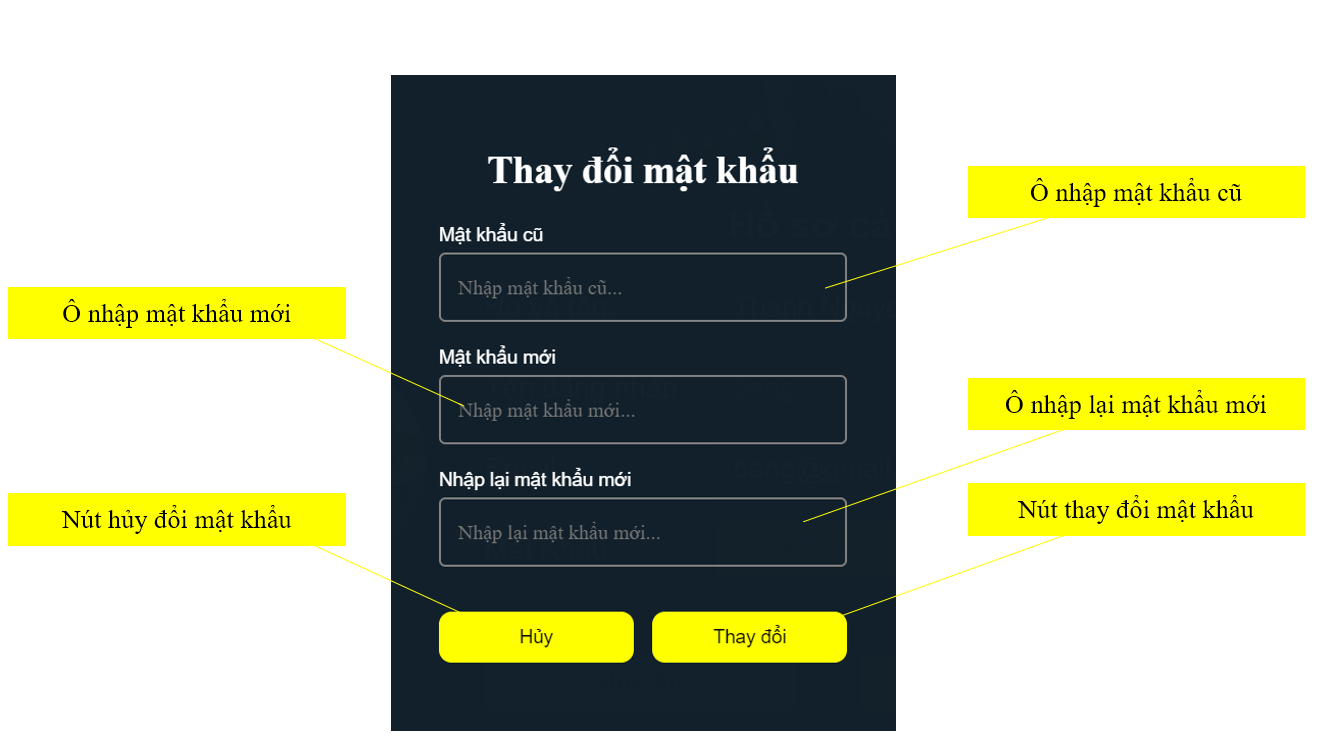 Thay đổi mật khẩu
Ô nhập mật khẩu cũ
Mật khẩu cũ
Nhập mật khẩu cũ...
Ô nhập mật khẩu mới
Mật khẩu mới
Nhập mật khẩu mới...
Ô nhập lại mật khẩu mới
Nhập lại mật khẩu mới
Nhập lại mật khẩu mới...
Nút hủy đổi mật khẩu
Nút thay đổi mật khẩu
Hủy
Thay đổi